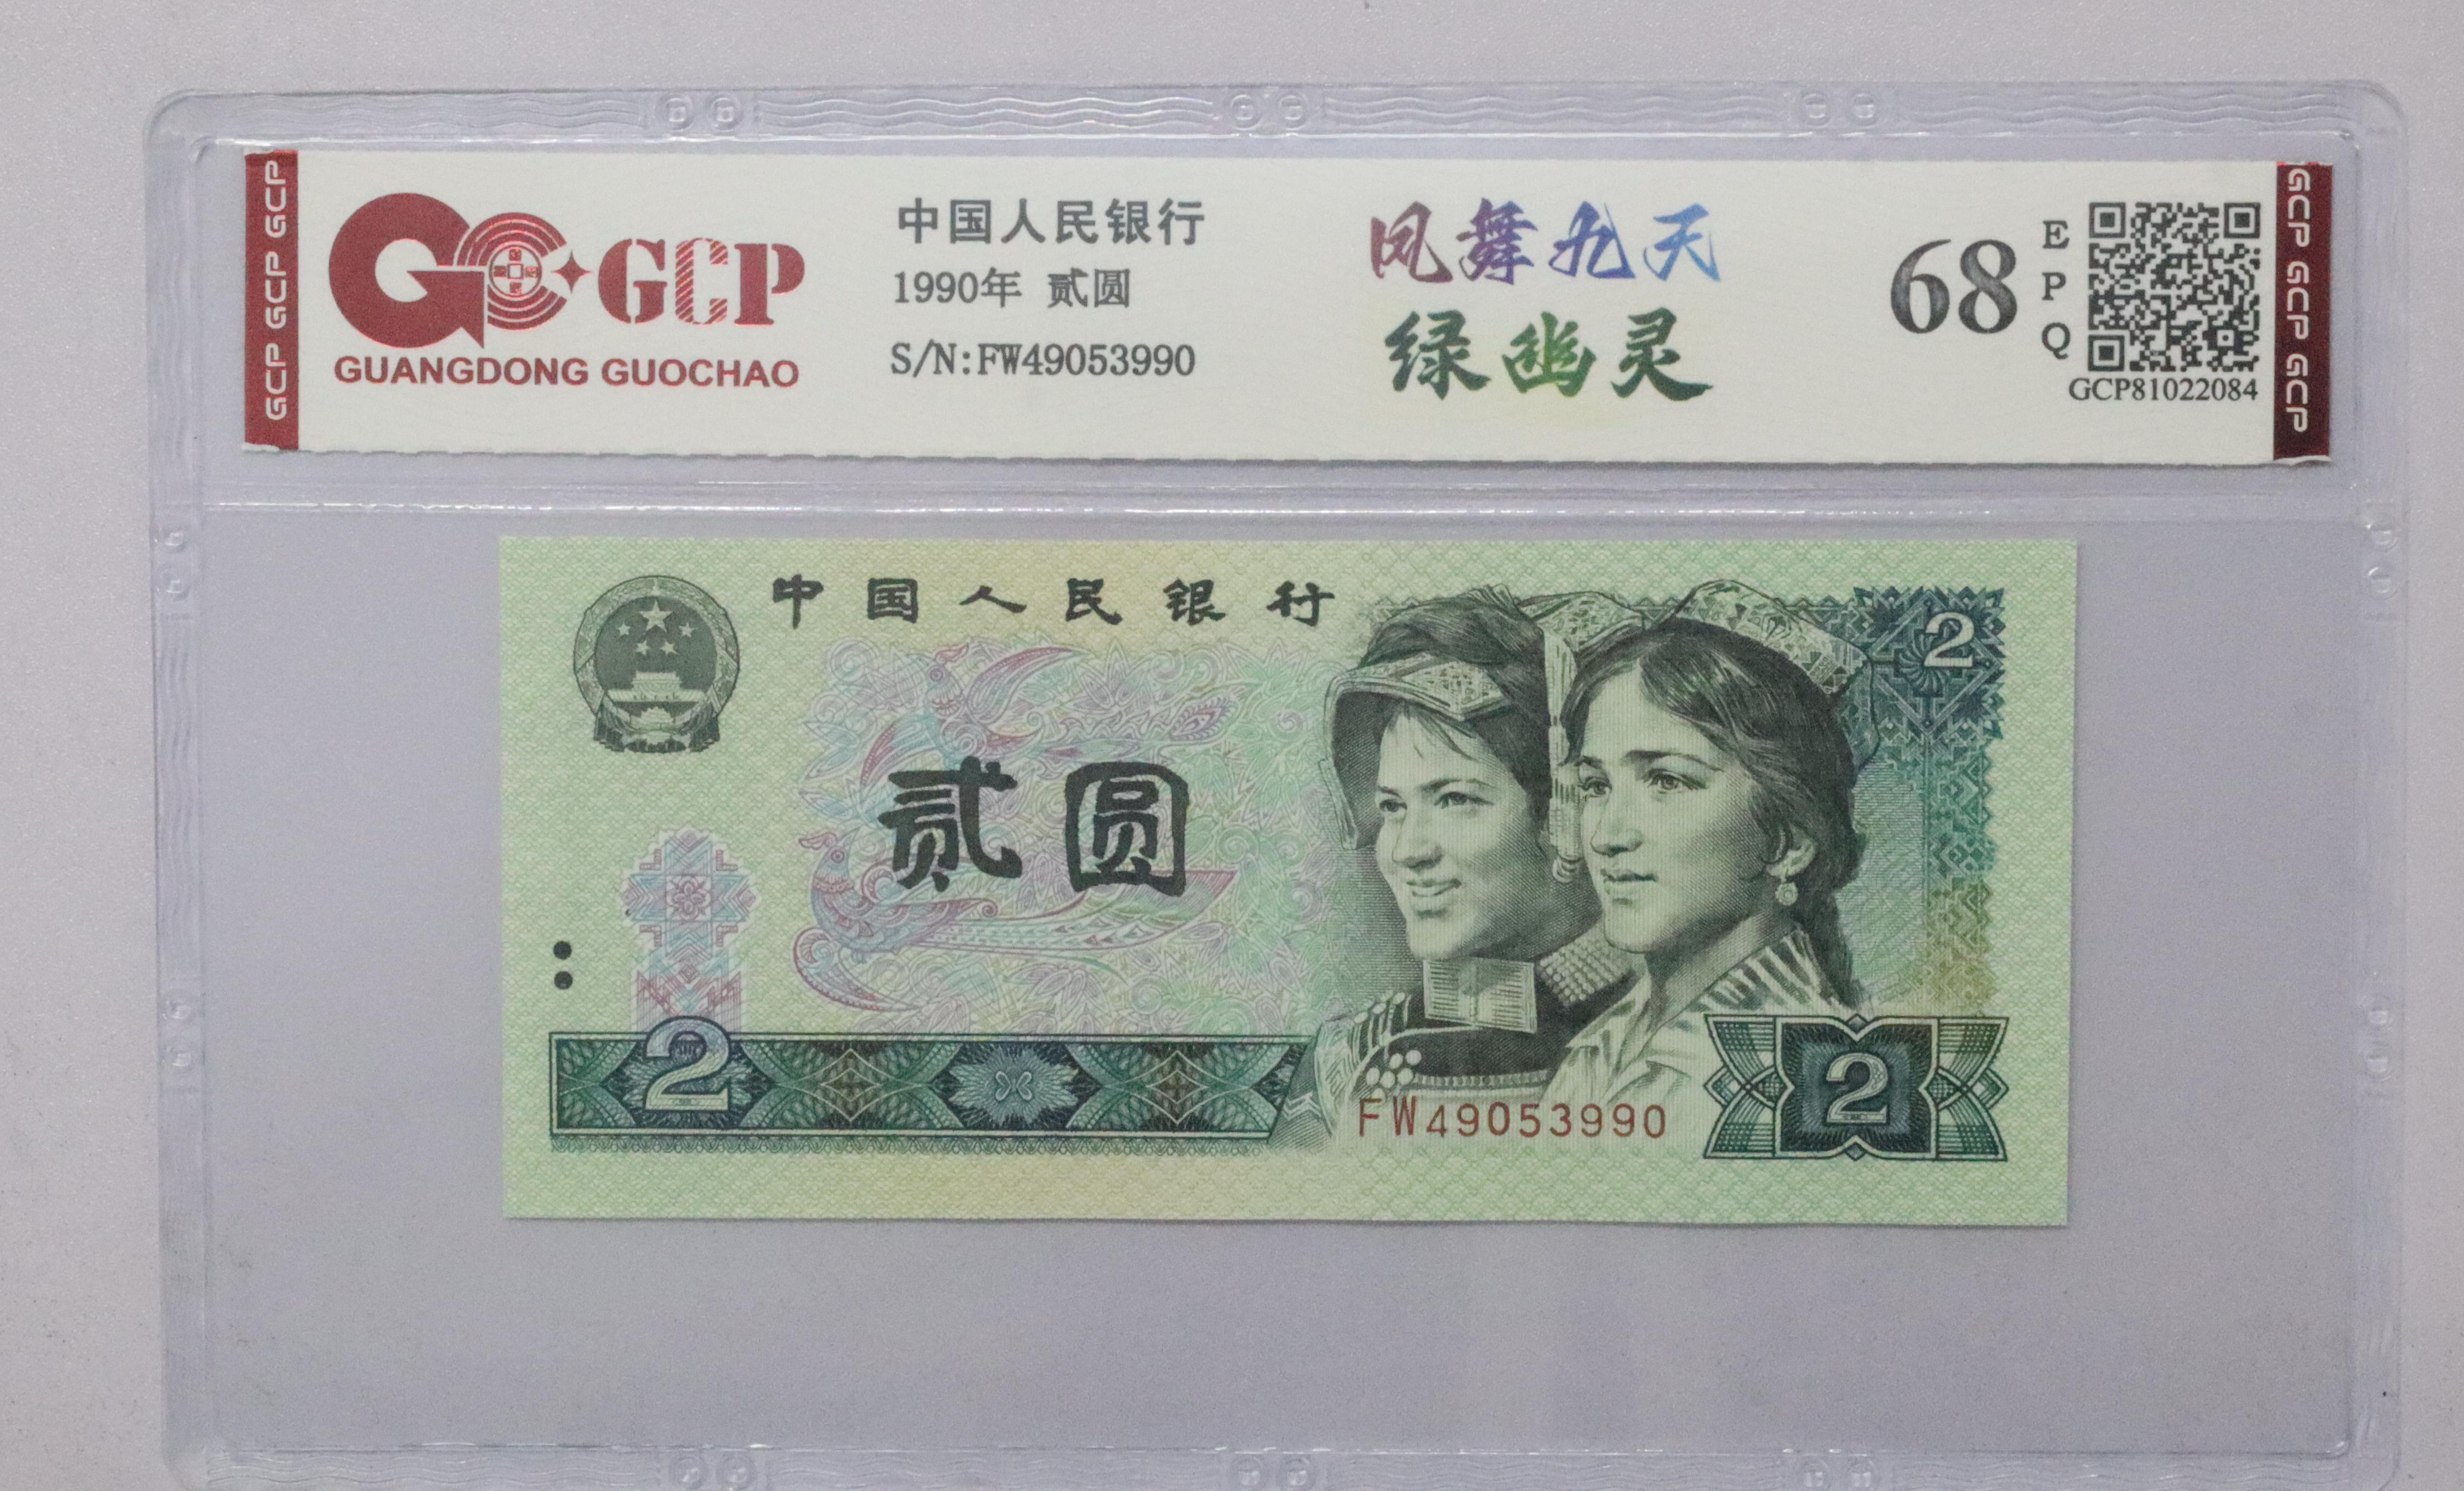 GCP GCP GCP
GCP
GUANGDONG GUOCHAO
中国人民银行
1990年 贰圆
S/N:FW49053990
凤舞九天
绿幽灵
68
E
P
Q
GCP81022084
GCP GCP GCP
中国人民银行
2
贰圆
2
FW49053990
2